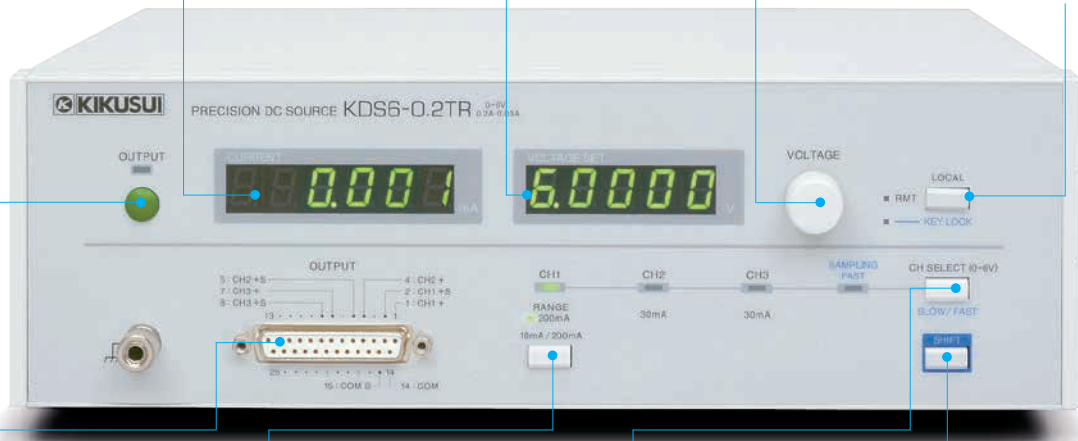 KIKUSUI PRECISION DC SOURCE KDS6-0.2TR 0-6V
0.2A·0.03A
OUTPUT
CURRENT
0.001 mA
VOLTAGE SET
6.0000 V
VOLTAGE
LOCAL
RMT
KEY LOCK
OUTPUT
5 : CH2 +S
7 : CH3 +
8 : CH3 +S
4 : CH2 +
2 : CH1 +S
1 : CH1 +
13
1
25
14
15 : COM S
14 : COM
CH1
CH2
CH3
SAMPLING
FAST
CH SELECT (0-6V)
RANGE
200mA
30mA
30mA
SLOW/FAST
10mA / 200mA
SHIFT